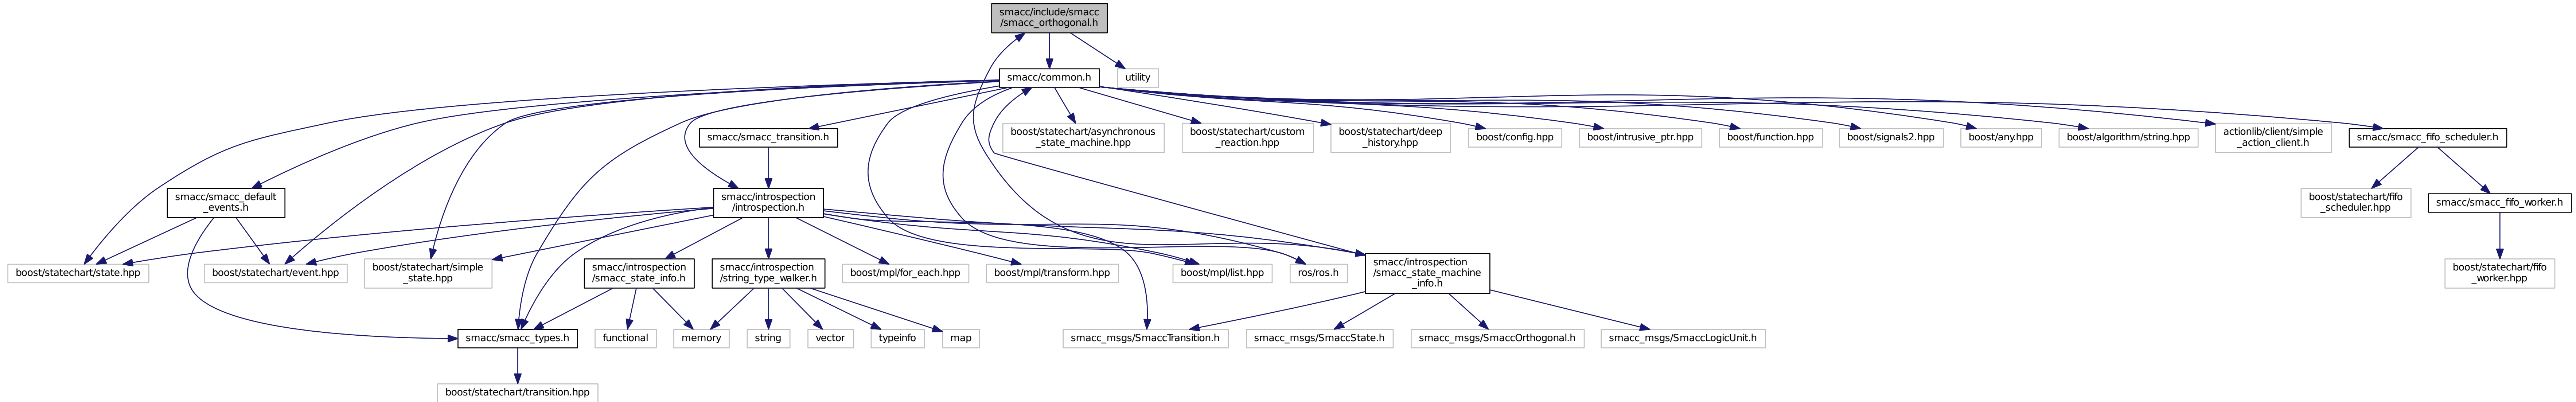 smacc/include/smacc
/smacc_orthogonal.h
smacc/common.h
utility
smacc/smacc_transition.h
boost/statechart/asynchronous
_state_machine.hpp
boost/statechart/custom
_reaction.hpp
boost/statechart/deep
_history.hpp
boost/config.hpp
boost/intrusive_ptr.hpp
boost/function.hpp
boost/signals2.hpp
boost/any.hpp
boost/algorithm/string.hpp
actionlib/client/simple
_action_client.h
smacc/smacc_fifo_scheduler.h
smacc/smacc_default
_events.h
smacc/introspection
/introspection.h
boost/statechart/fifo
_scheduler.hpp
smacc/smacc_fifo_worker.h
boost/statechart/state.hpp
boost/statechart/event.hpp
boost/statechart/simple
_state.hpp
smacc/introspection
/smacc_state_info.h
smacc/introspection
/string_type_walker.h
boost/mpl/for_each.hpp
boost/mpl/transform.hpp
boost/mpl/list.hpp
ros/ros.h
smacc/introspection
/smacc_state_machine
_info.h
boost/statechart/fifo
_worker.hpp
smacc/smacc_types.h
functional
memory
string
vector
typeinfo
map
smacc_msgs/SmaccTransition.h
smacc_msgs/SmaccState.h
smacc_msgs/SmaccOrthogonal.h
smacc_msgs/SmaccLogicUnit.h
boost/statechart/transition.hpp